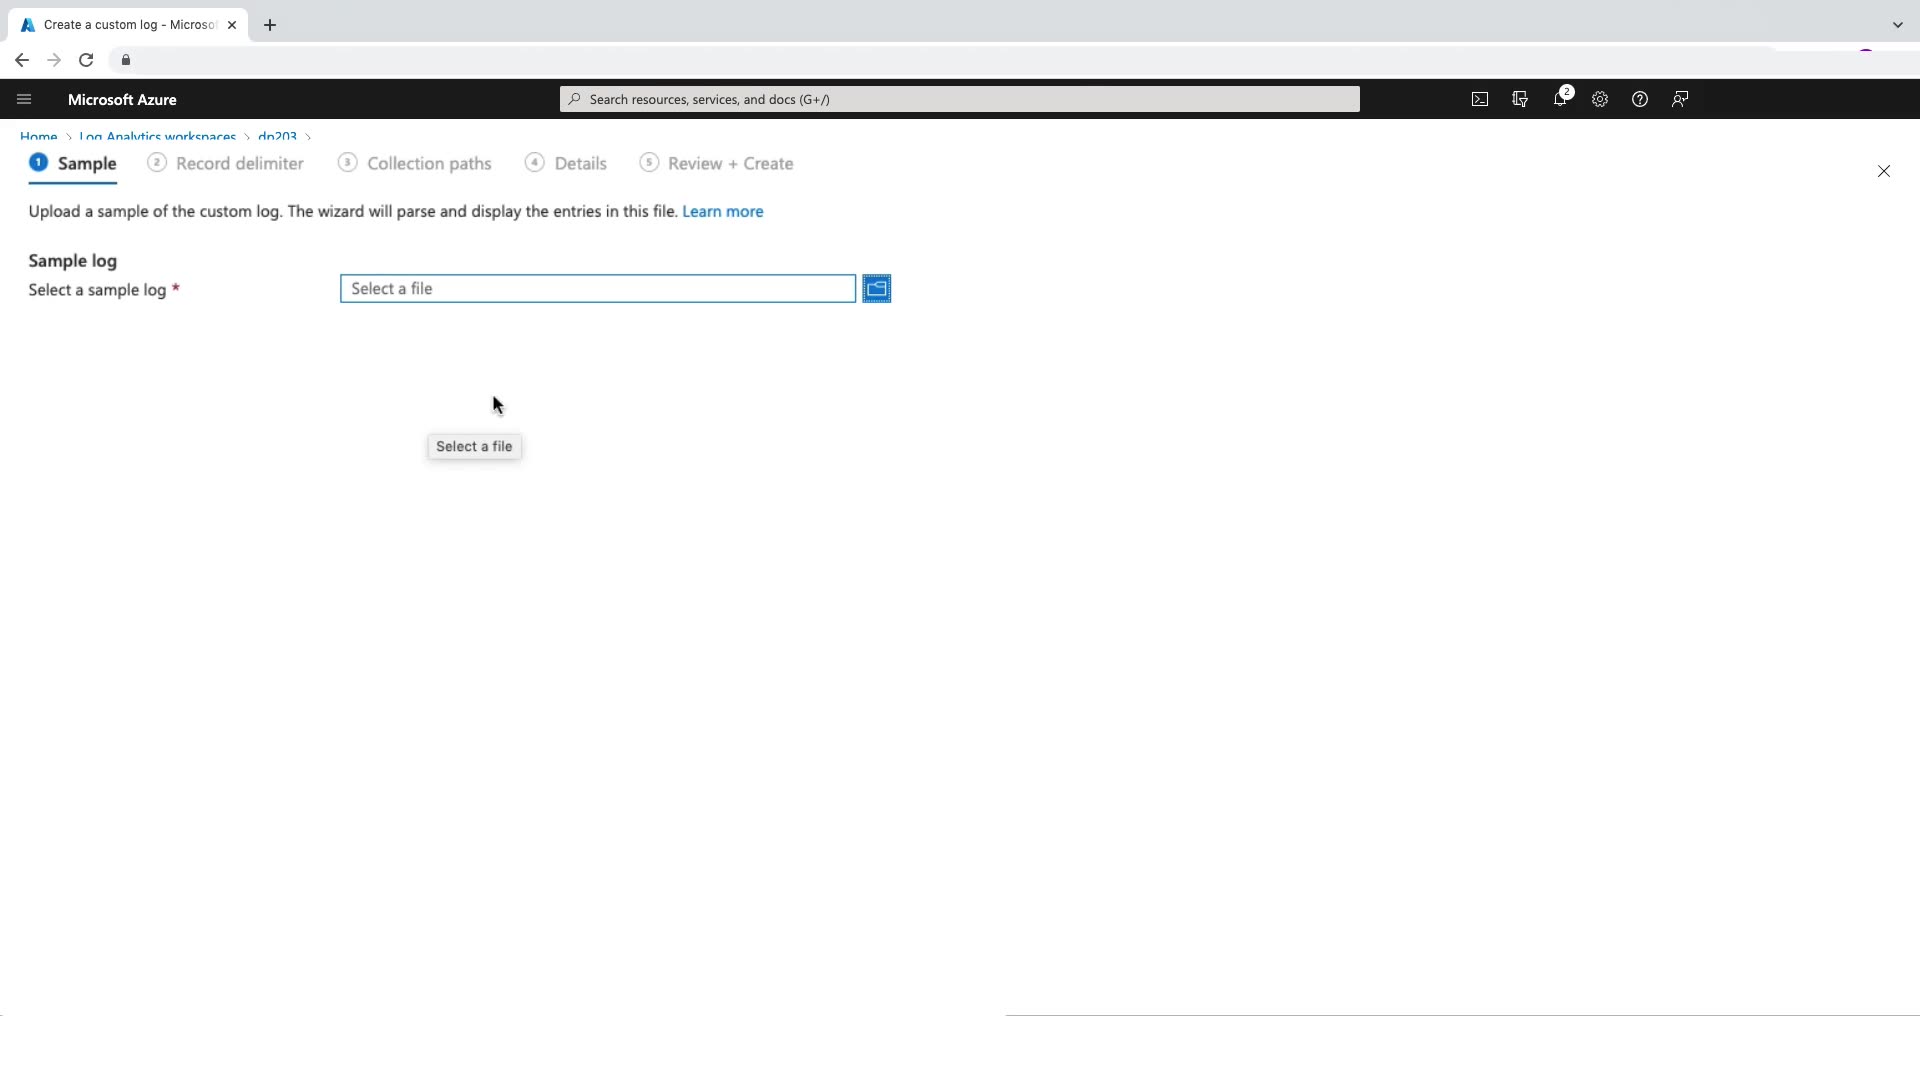 Create a custom log - Microsof
Microsoft Azure
Search resources, services, and docs (G+/)
2
Home > Log Analytics workspaces > dp203 >
1 Sample 2 Record delimiter 3 Collection paths 4 Details 5 Review + Create
Upload a sample of the custom log. The wizard will parse and display the entries in this file. Learn more
Sample log
Select a sample log *
Select a file
Select a file